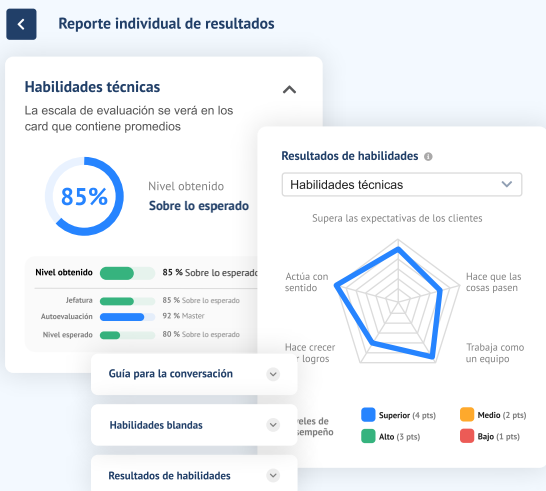 Reporte individual de resultados
Habilidades técnicas
La escala de evaluación se verá en los
card que contiene promedios
85%
Nivel obtenido
Sobre lo esperado
Nivel obtenido 85 % Sobre lo esperado
Jefatura 85 % Sobre lo esperado
Autoevaluación 92 % Master
Nivel esperado 80 % Sobre lo esperado
Guía para la conversación
Habilidades blandas
Resultados de habilidades
Resultados de habilidades
Habilidades técnicas
Supera las expectativas de los clientes
Actúa con
sentido
Hace que las
cosas pasen
Hace crecer
logros
Trabaja como
un equipo
Superior (4 pts)
Medio (2 pts)
Alto (3 pts)
Bajo (1 pts)